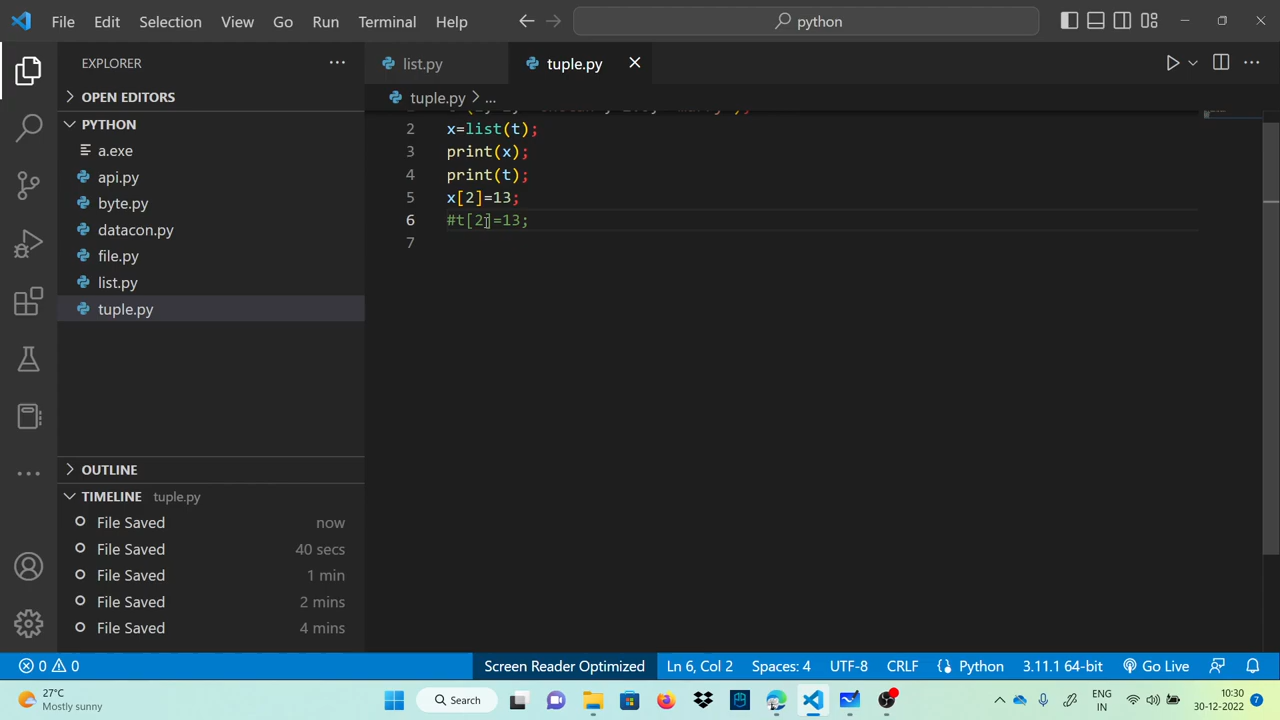 File Edit Selection View Go Run Terminal Help
python
EXPLORER
list.py
tuple.py
OPEN EDITORS
tuple.py > ...
PYTHON
a.exe
api.py
byte.py
datacon.py
file.py
list.py
tuple.py
2 x=list(t);
3 print(x);
4 print(t);
5 x[2]=13;
6 #t[2]=13;
7
OUTLINE
TIMELINE tuple.py
File Saved now
File Saved 40 secs
File Saved 1 min
File Saved 2 mins
File Saved 4 mins
0 0 Screen Reader Optimized Ln 6, Col 2 Spaces: 4 UTF-8 CRLF Python 3.11.1 64-bit Go Live
27°C
Mostly sunny
Search
ENG
IN
10:30
30-12-2022
7